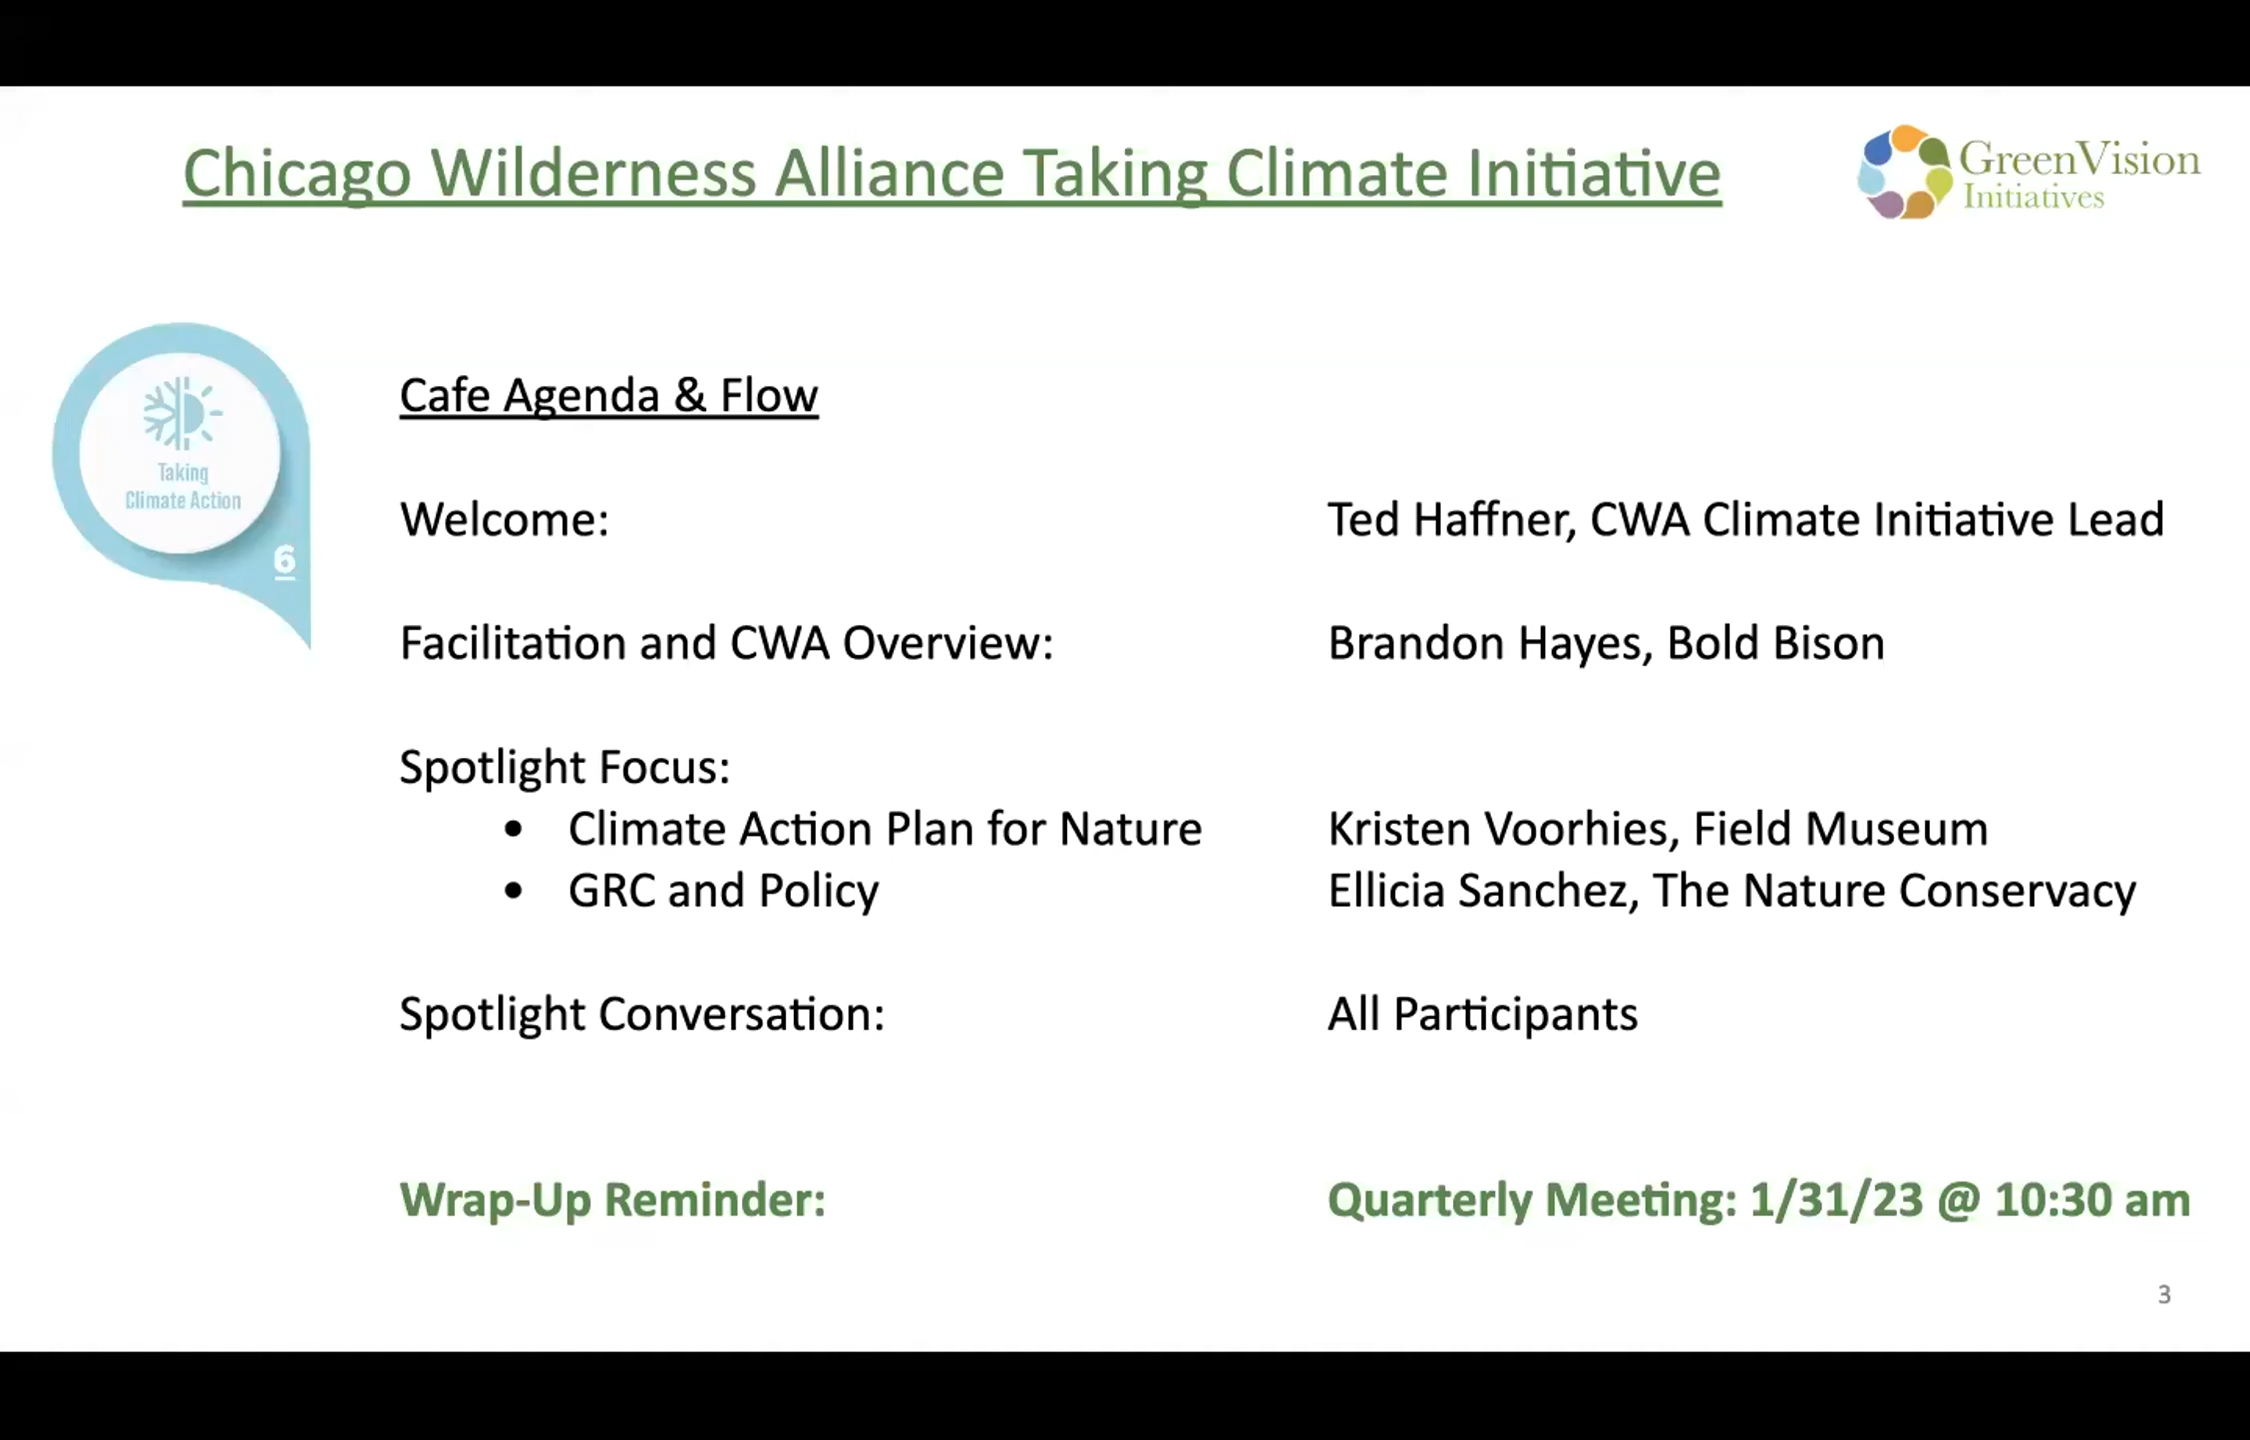 Chicago Wilderness Alliance Taking Climate Initiative
GreenVision
Initiatives
Taking
Climate Action
6
Cafe Agenda & Flow
Welcome: Ted Haffner, CWA Climate Initiative Lead
Facilitation and CWA Overview: Brandon Hayes, Bold Bison
Spotlight Focus:
• Climate Action Plan for Nature Kristen Voorhies, Field Museum
• GRC and Policy Ellicia Sanchez, The Nature Conservacy
Spotlight Conversation: All Participants
Wrap-Up Reminder: Quarterly Meeting: 1/31/23 @ 10:30 am
3